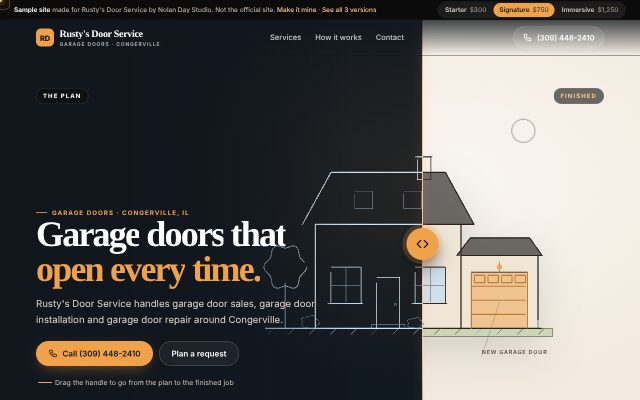 Sample site made for Rusty's Door Service by Nolan Day Studio. Not the official site. Make it mine · See all 3 versions
Starter $300 Signature $750 Immersive $1,250
RD Rusty's Door Service
GARAGE DOORS · CONGERVILLE
Services How it works Contact
(309) 448-2410
THE PLAN
FINISHED
GARAGE DOORS · CONGERVILLE, IL
Garage doors that
open every time.
Rusty's Door Service handles garage door sales, garage door
installation and garage door repair around Congerville.
Call (309) 448-2410 Plan a request
NEW GARAGE DOOR
Drag the handle to go from the plan to the finished job